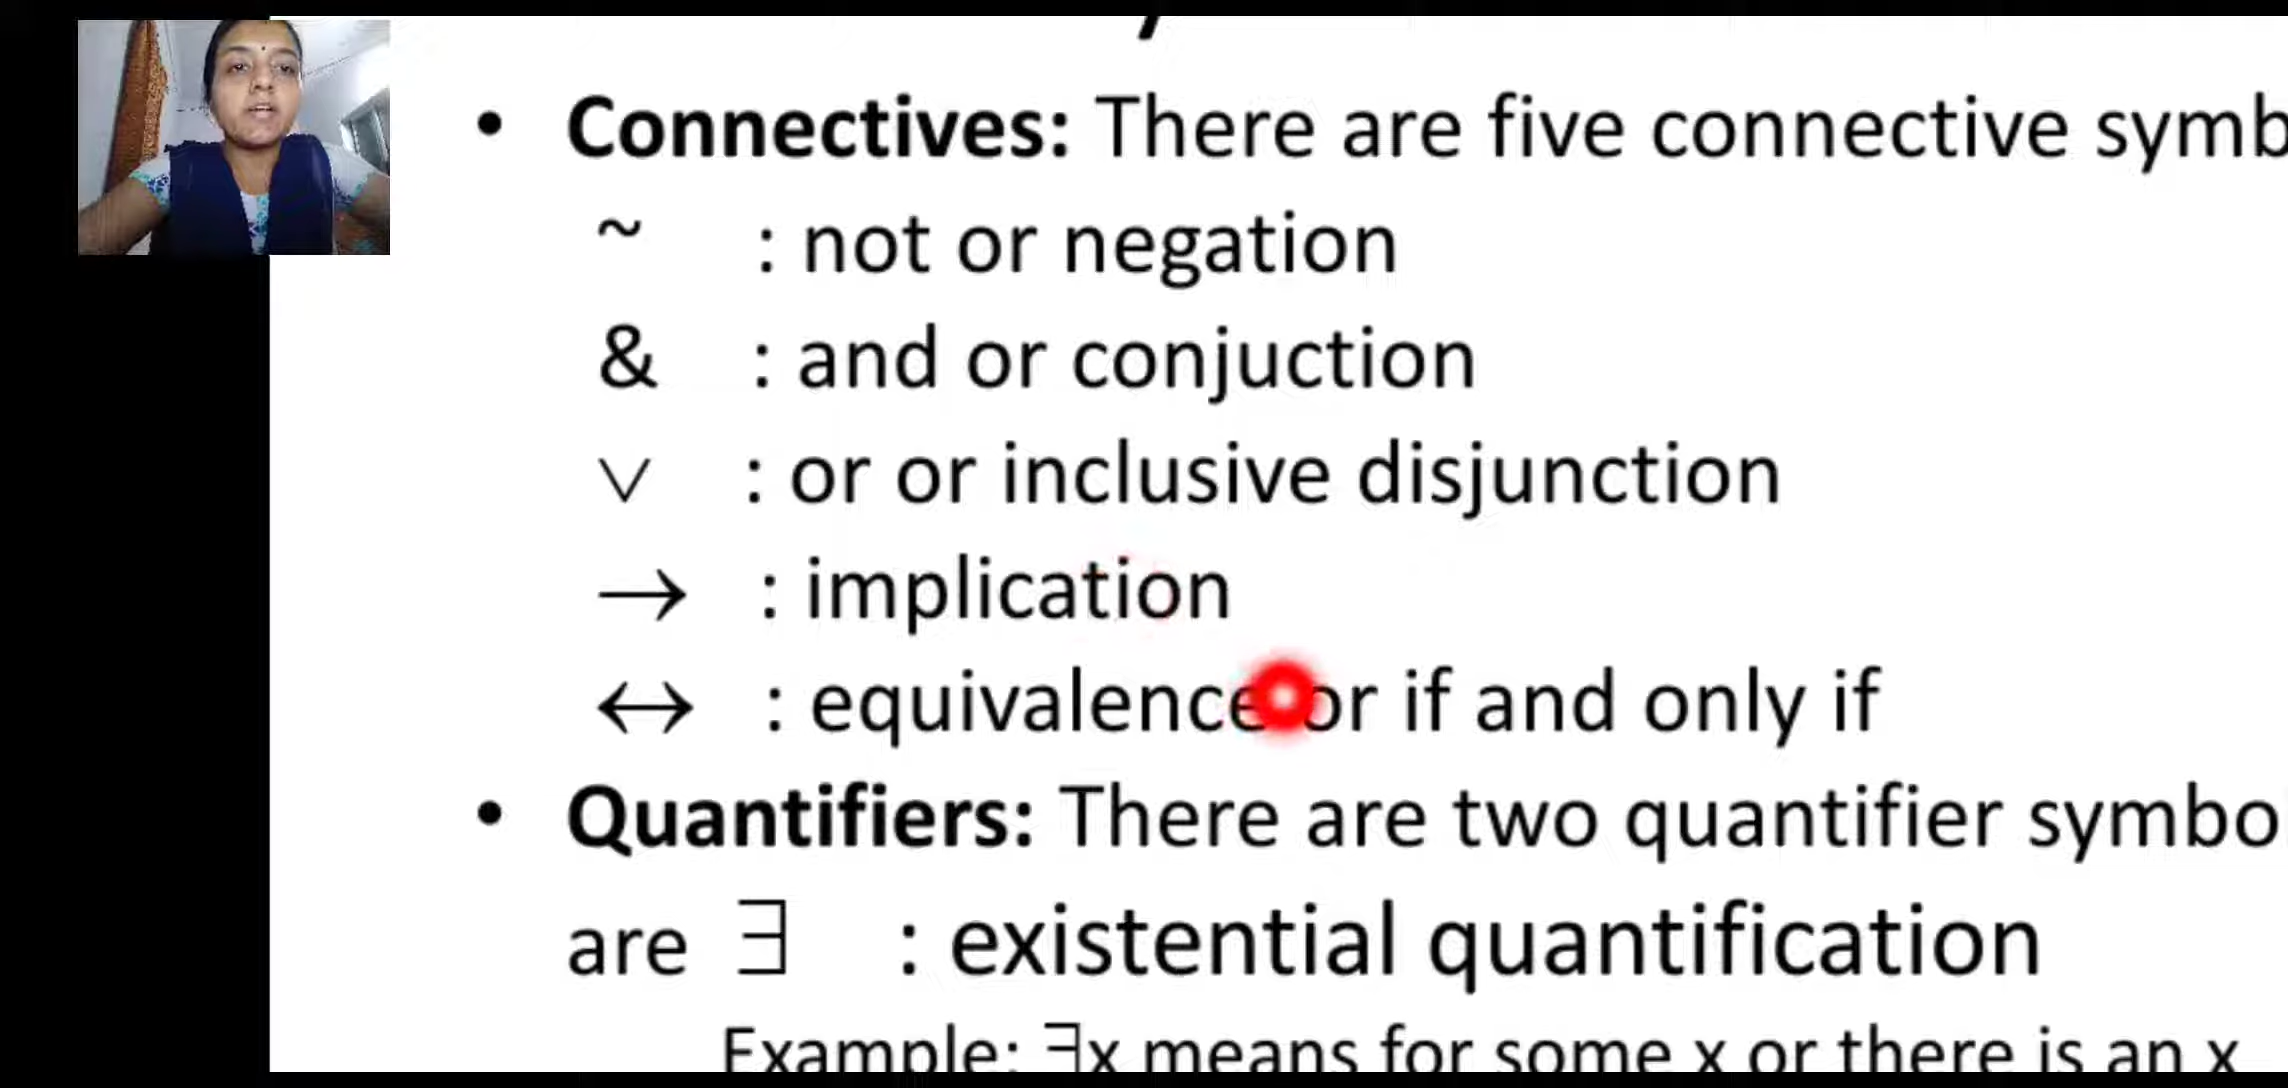 • Connectives: There are five connective symb
~ : not or negation
& : and or conjuction
∨ : or or inclusive disjunction
→ : implication
↔ : equivalence or if and only if
• Quantifiers: There are two quantifier symbo
are ∃ : existential quantification
Example: ∃x means for some x or there is an x